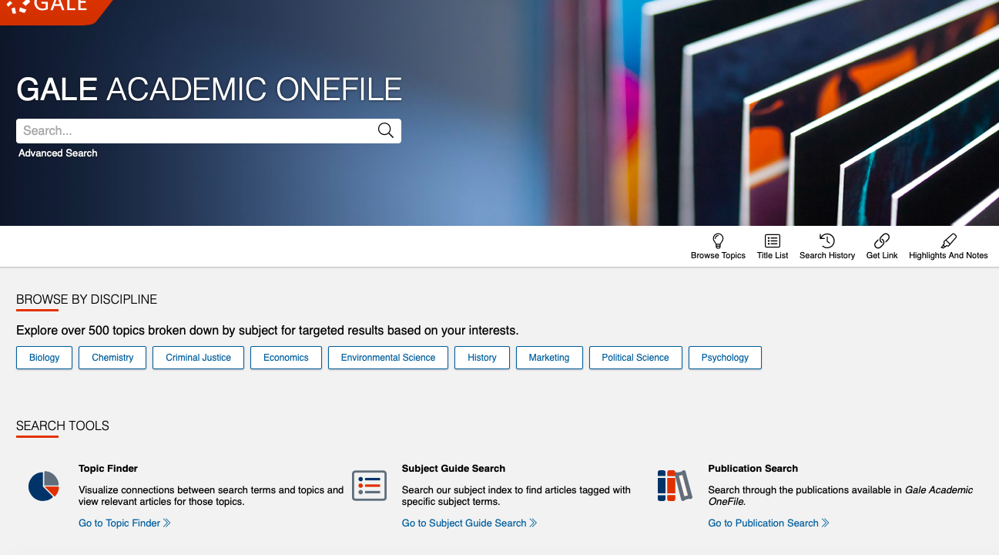 GALE
GALE ACADEMIC ONEFILE
Search...
Advanced Search
Browse Topics
Title List
Search History
Get Link
Highlights And Notes
BROWSE BY DISCIPLINE
Explore over 500 topics broken down by subject for targeted results based on your interests.
Biology
Chemistry
Criminal Justice
Economics
Environmental Science
History
Marketing
Political Science
Psychology
SEARCH TOOLS
Topic Finder
Visualize connections between search terms and topics and
view relevant articles for those topics.
Go to Topic Finder
Subject Guide Search
Search our subject index to find articles tagged with
specific subject terms.
Go to Subject Guide Search
Publication Search
Search through the publications available in Gale Academic
OneFile.
Go to Publication Search